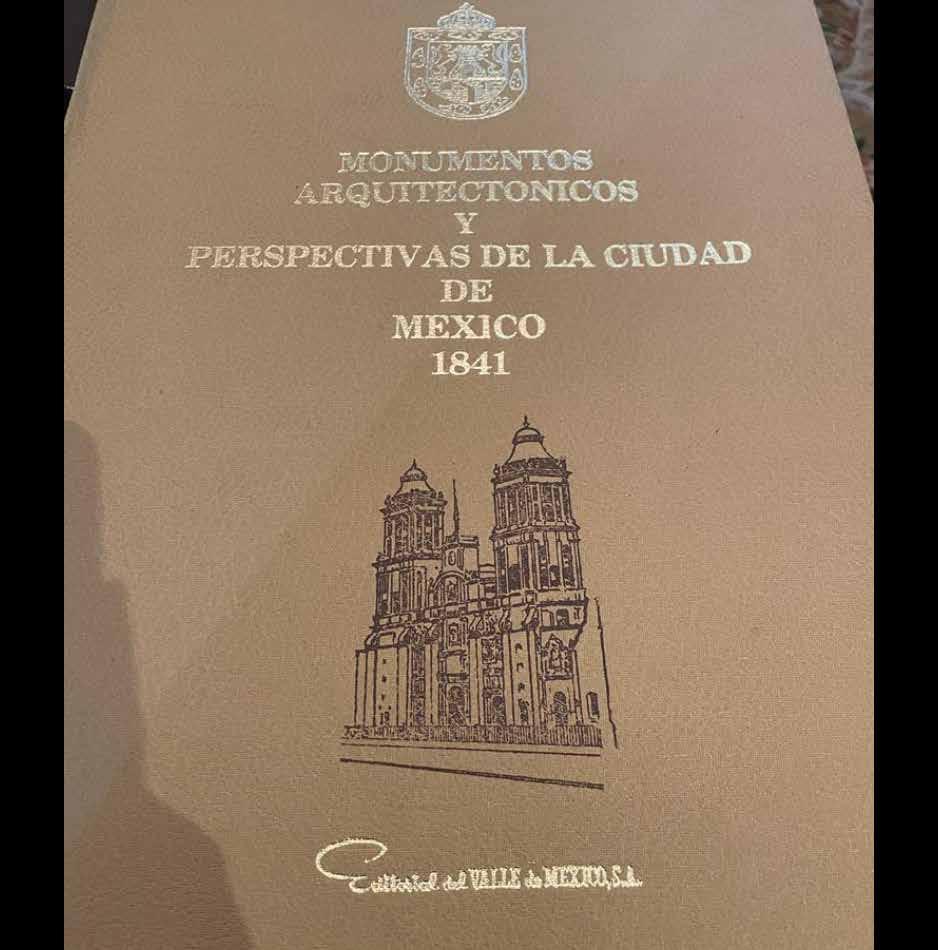 MONUMENTOS
ARQUITECTONICOS
Y
PERSPECTIVAS DE LA CIUDAD
DE
MEXICO
1841
Editorial del VALLE de MEXICO, S.A.